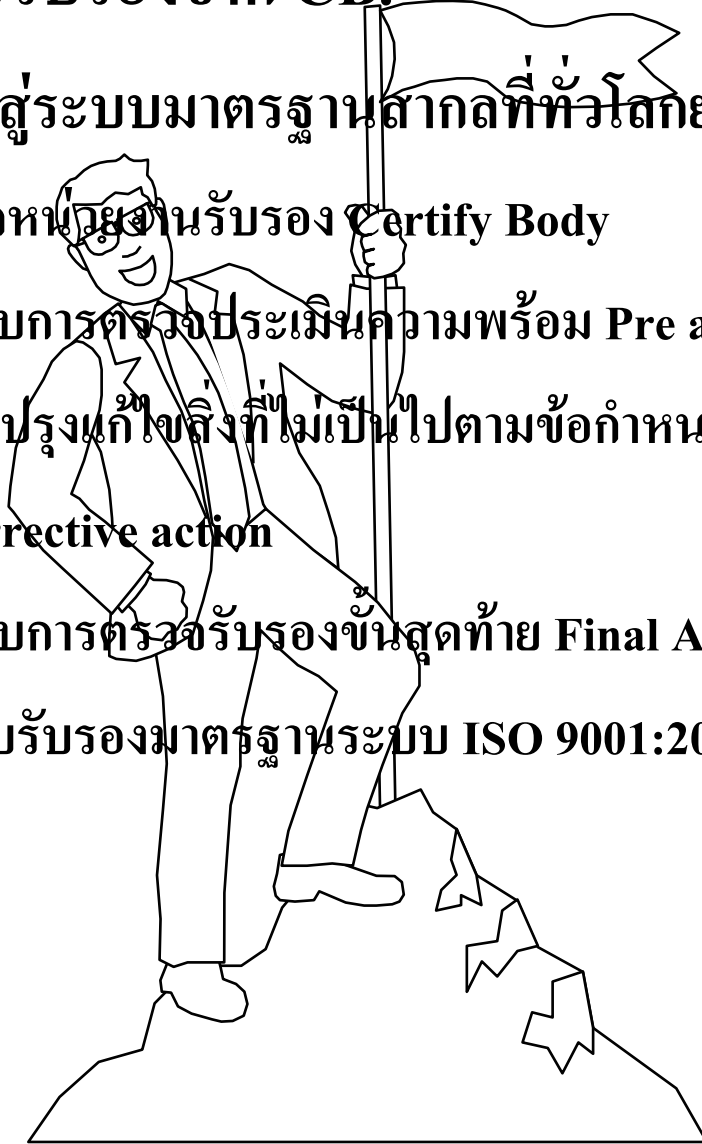 สู่ระบบมาตรฐานสากลที่ทั่วโลก
หน่วยงานรับรอง Certify Body
การตรวจประเมินความพร้อม Pre
ปรุงแก้ไขสิ่งที่ไม่เป็นไปตามข้อกำหน
rrective action
การตรวจรับรองขั้นสุดท้าย Final A
รับรองมาตรฐานระบบ ISO 9001:20